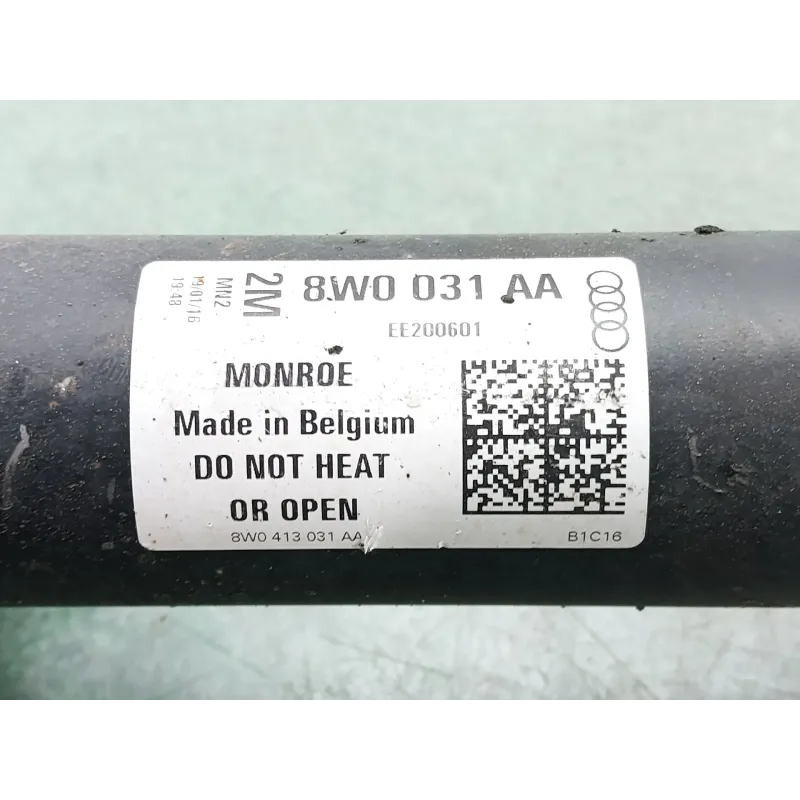 8W0 031 AA
2M
MN2
19/01/16
19:48
EE200601
MONROE
Made in Belgium
DO NOT HEAT
OR OPEN
8W0 413 031 AA
B1C16